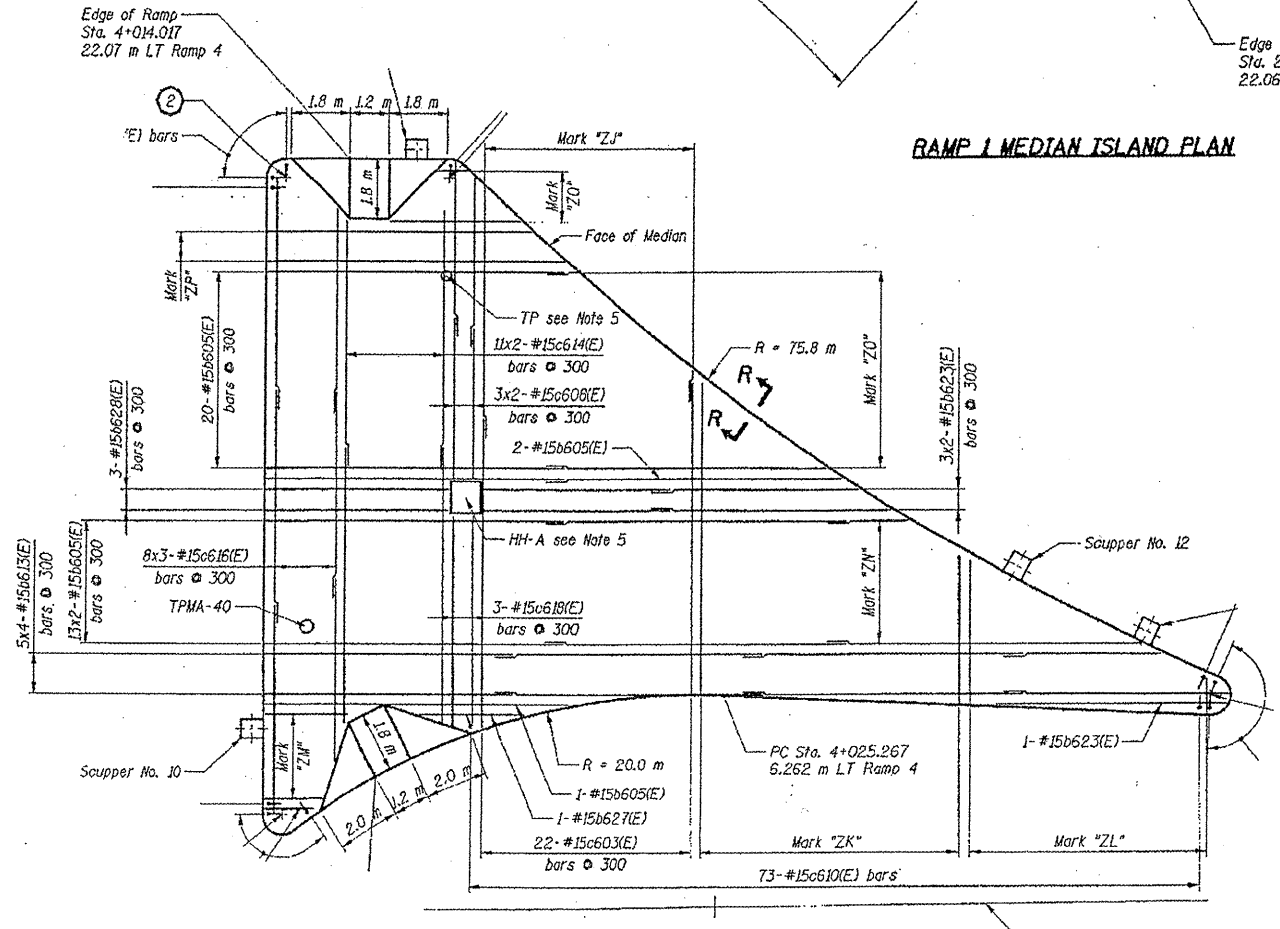 Edge of Ramp
Sta. 4+014.017
22.07 m LT Ramp 4
Edge
Sta. 2
22.06
2
(E) bars
1.8 m
1.2 m
1.8 m
Mark "ZJ"
RAMP 1 MEDIAN ISLAND PLAN
1.8 m
Mark
"ZO"
Face of Median
Mark
"ZP"
TP see Note 5
20-#15b605(E)
bars @ 300
11x2-#15c614(E)
bars @ 300
R = 75.8 m
Mark "ZO"
R
R
3x2-#15b623(E)
bars @ 300
3-#15b628(E)
bars @ 300
3x2-#15c608(E)
bars @ 300
2-#15b605(E)
HH-A see Note 5
Scupper No. 12
5x4-#15b613(E)
bars @ 300
13x2-#15b605(E)
bars @ 300
8x3-#15c616(E)
bars @ 300
TPMA-40
Mark "ZN"
3-#15c618(E)
bars @ 300
Scupper No. 10
Mark
"ZM"
1.8 m
2.0 m
1.2 m
2.0 m
R = 20.0 m
1-#15b605(E)
1-#15b627(E)
PC Sta. 4+025.267
6.262 m LT Ramp 4
1-#15b623(E)
22-#15c603(E)
bars @ 300
Mark "ZK"
Mark "ZL"
73-#15c610(E) bars